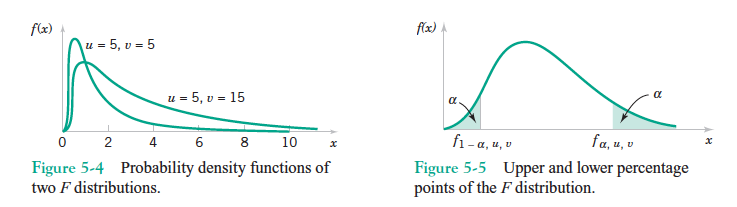 f(x)
u = 5, v = 5
u = 5, v = 15
0 2 4 6 8 10 x
Figure 5-4 Probability density functions of
two F distributions.
f(x)
α
α
f1 – α, u, v
fα, u, v
x
Figure 5-5 Upper and lower percentage
points of the F distribution.